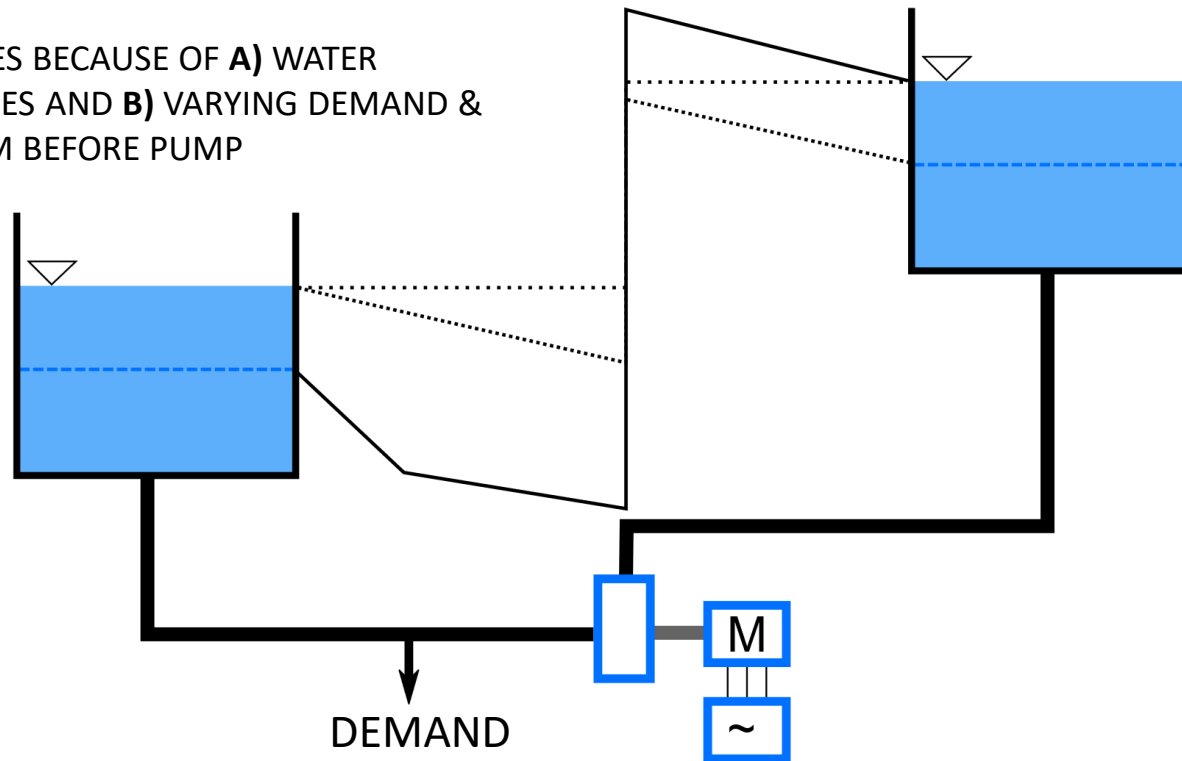 ES BECAUSE OF A) WATER
ES AND B) VARYING DEMAND &
M BEFORE PUMP
M
DEMAND
~